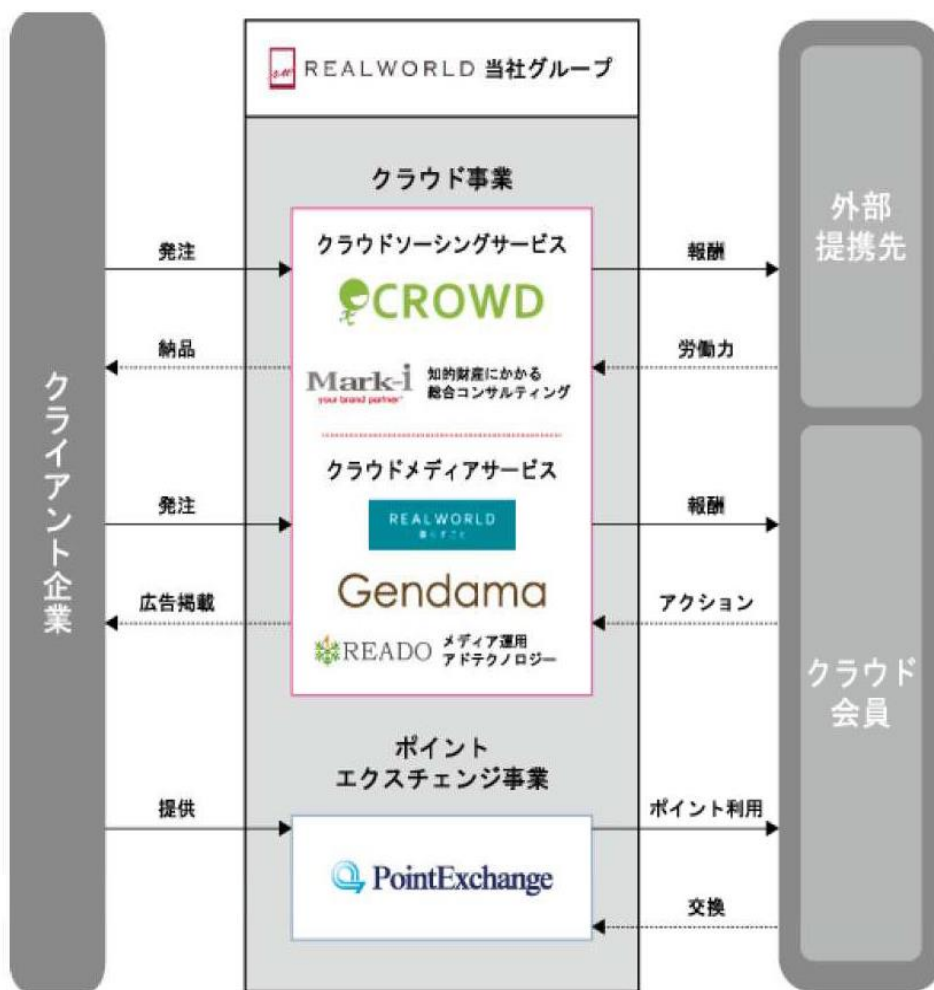 REALWORLD 当社グループ
クライアント企業
クラウド事業
クラウドソーシングサービス
CROWD
Mark-i
your brand partner
知的財産にかかる
総合コンサルティング
クラウドメディアサービス
REALWORLD
暮らすこと
Gendama
READO
メディア運用
アドテクノロジー
ポイント
エクスチェンジ事業
PointExchange
発注
納品
発注
広告掲載
提供
報酬
労働力
報酬
アクション
ポイント利用
交換
外部
提携先
クラウド
会員